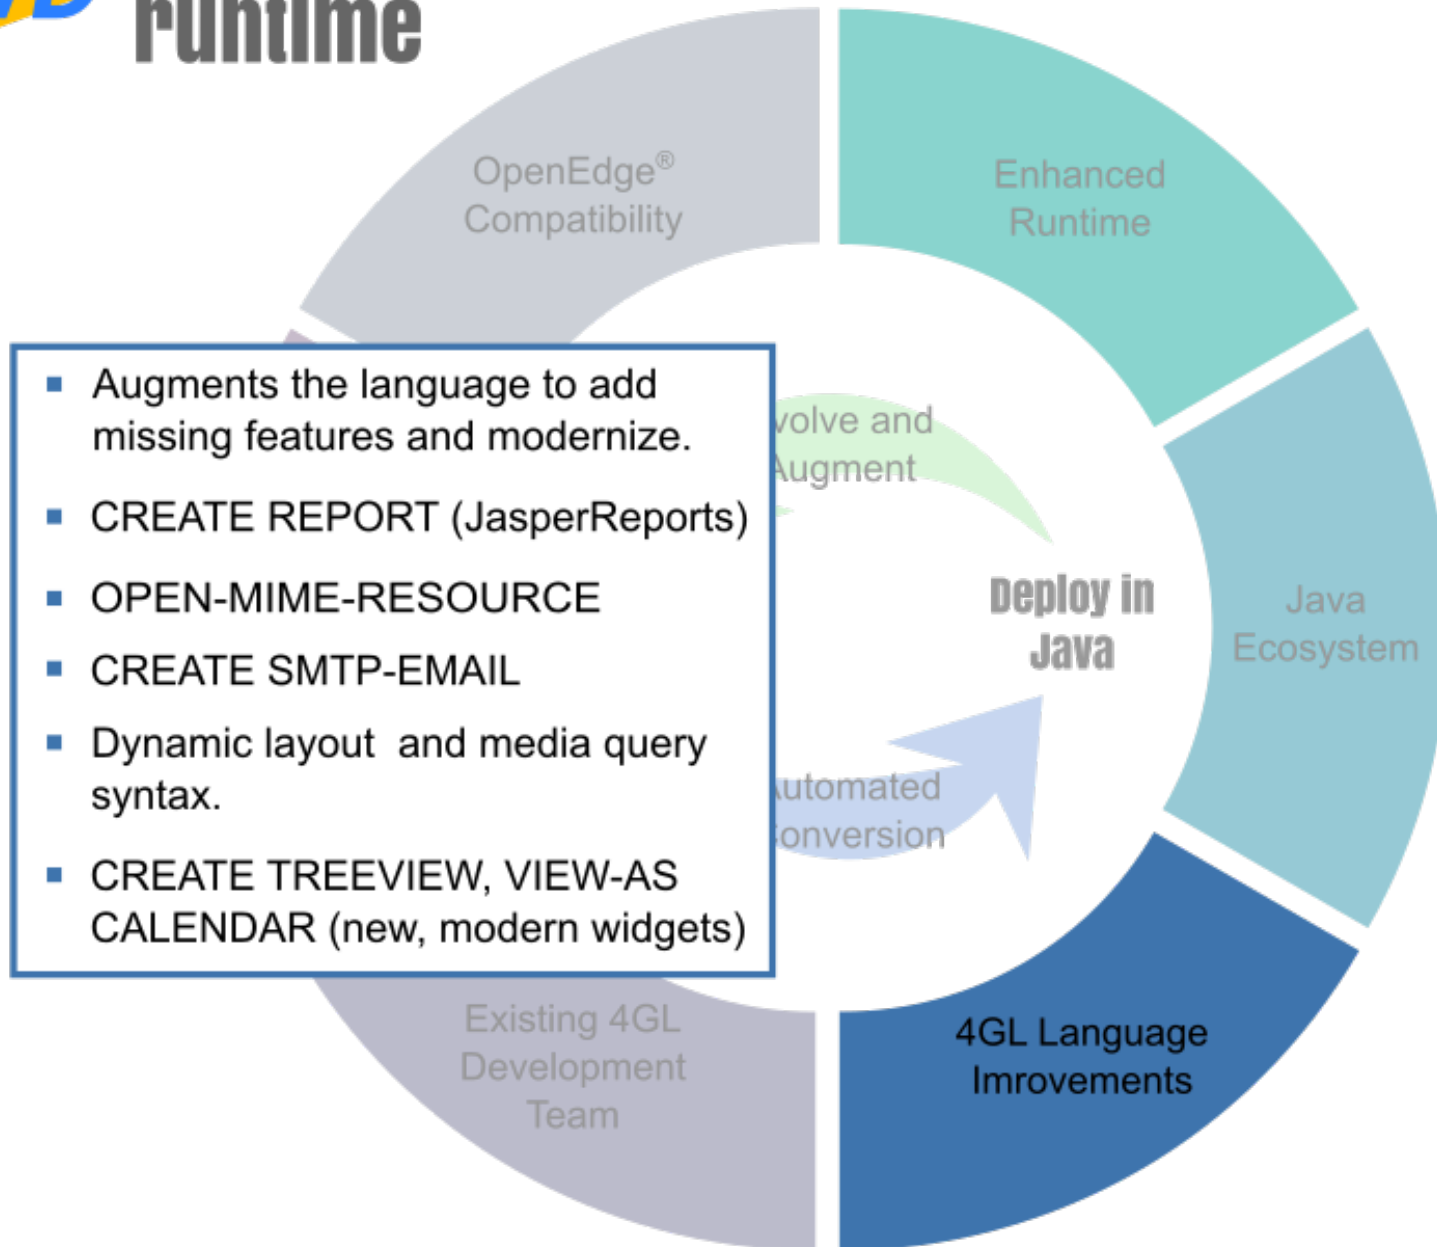 runtime
OpenEdge®
Compatibility
Enhanced
Runtime
▪ Augments the language to add
missing features and modernize.
▪ CREATE REPORT (JasperReports)
▪ OPEN-MIME-RESOURCE
▪ CREATE SMTP-EMAIL
▪ Dynamic layout and media query
syntax.
▪ CREATE TREEVIEW, VIEW-AS
CALENDAR (new, modern widgets)
volve and
Augment
Deploy in
Java
Java
Ecosystem
Automated
onversion
Existing 4GL
Development
Team
4GL Language
Imrovements